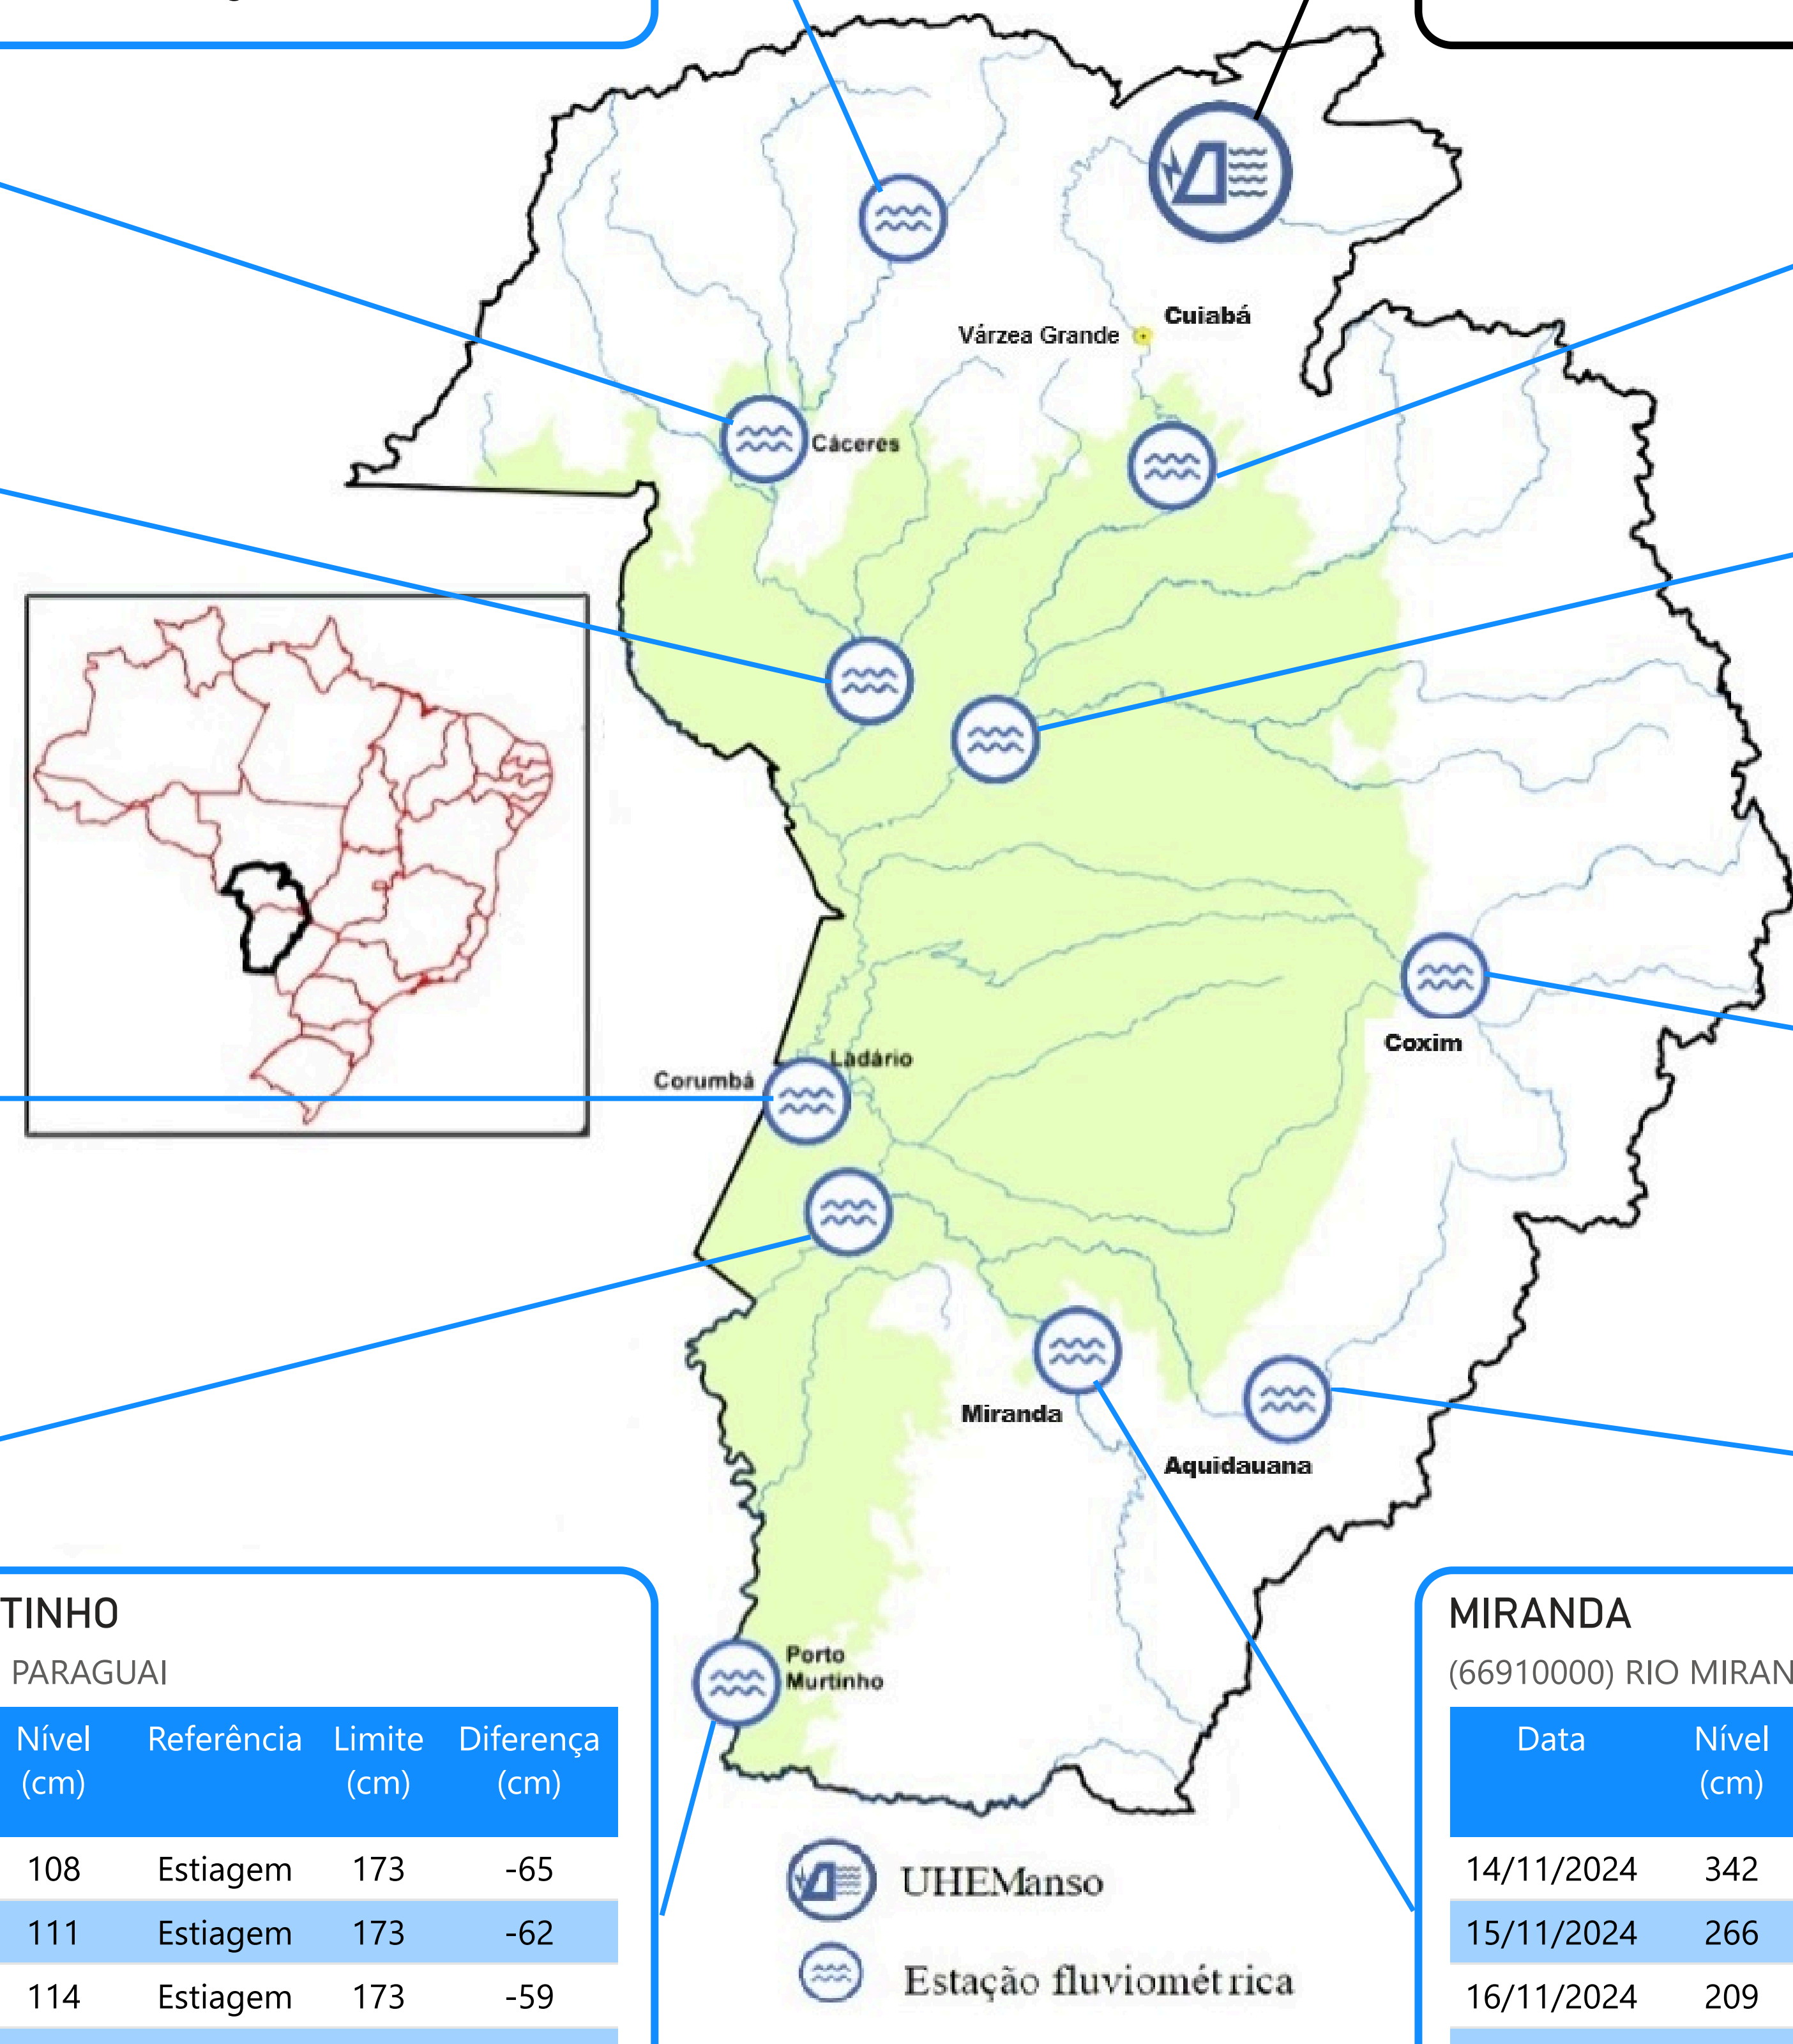 Cuiabá
Várzea Grande
Cáceres
Coxim
Ladário
Corumbá
Miranda
Aquidauana
Porto
Murtinho
TINHO
PARAGUAI
Nível Referência Limite Diferença
(cm) (cm) (cm)
108 Estiagem 173 -65
111 Estiagem 173 -62
114 Estiagem 173 -59
UHEManso
Estação fluviométrica
MIRANDA
(66910000) RIO MIRAN
Data Nível
(cm)
14/11/2024 342
15/11/2024 266
16/11/2024 209